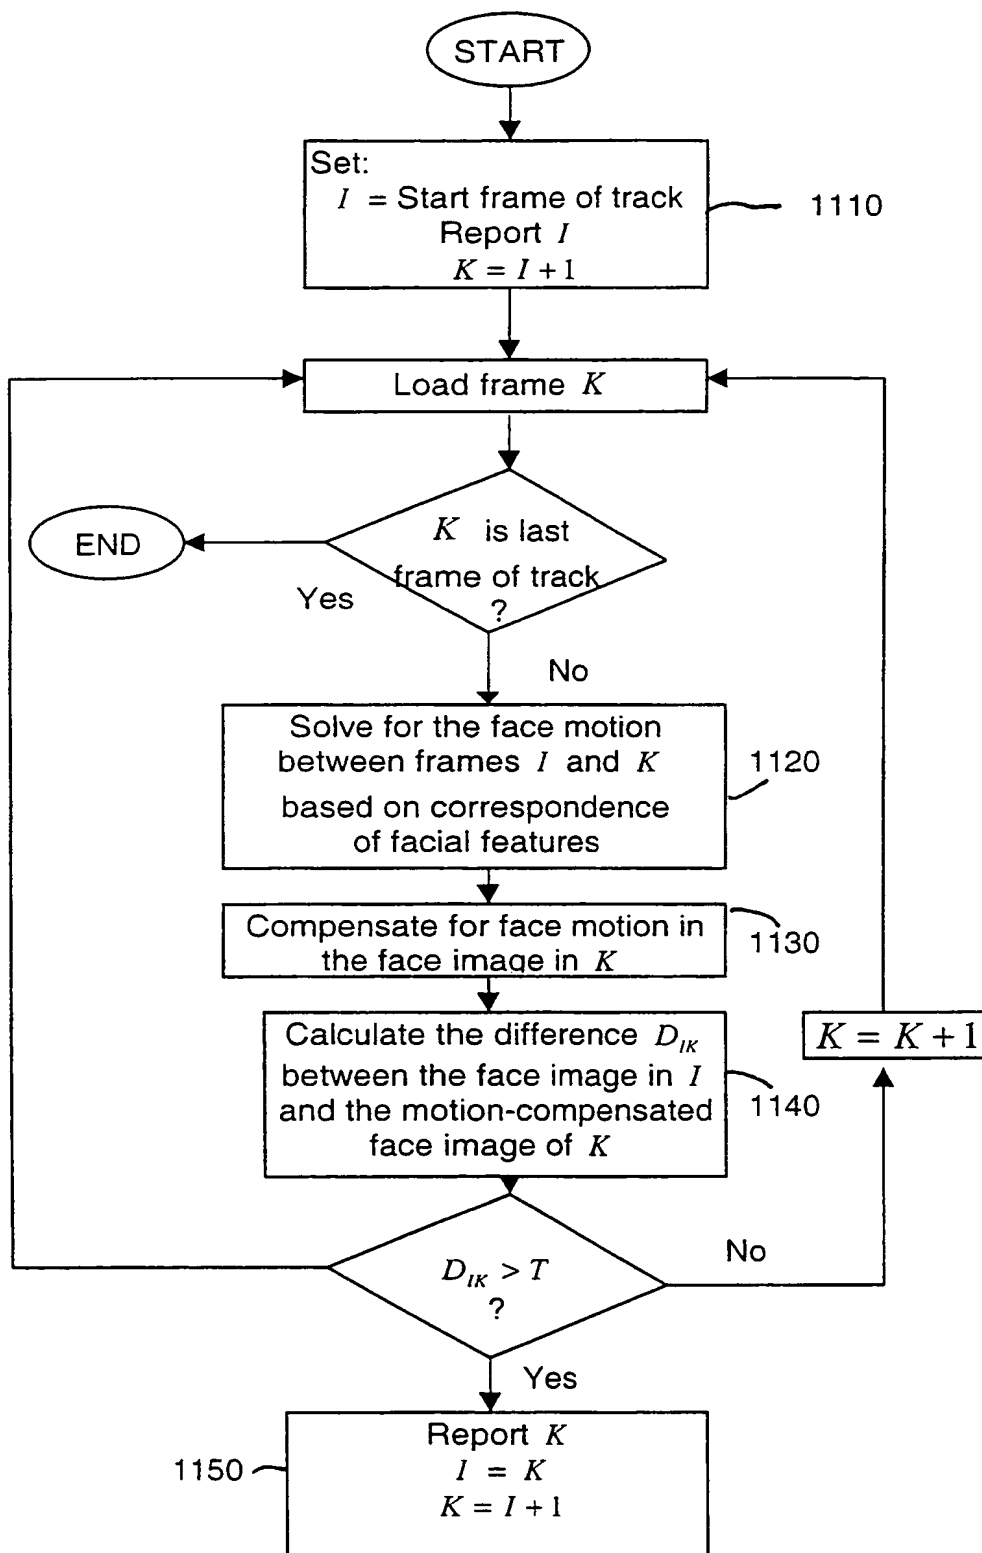 START
Set:
I = Start frame of track
Report I
K = I + 1
1110
Load frame K
K is last
frame of track
?
END
Yes
No
Solve for the face motion
between frames I and K
based on correspondence
of facial features
1120
Compensate for face motion in
the face image in K
1130
Calculate the difference D_IK
between the face image in I
and the motion-compensated
face image of K
1140
K = K + 1
D_IK > T
?
No
Yes
Report K
I = K
K = I + 1
1150